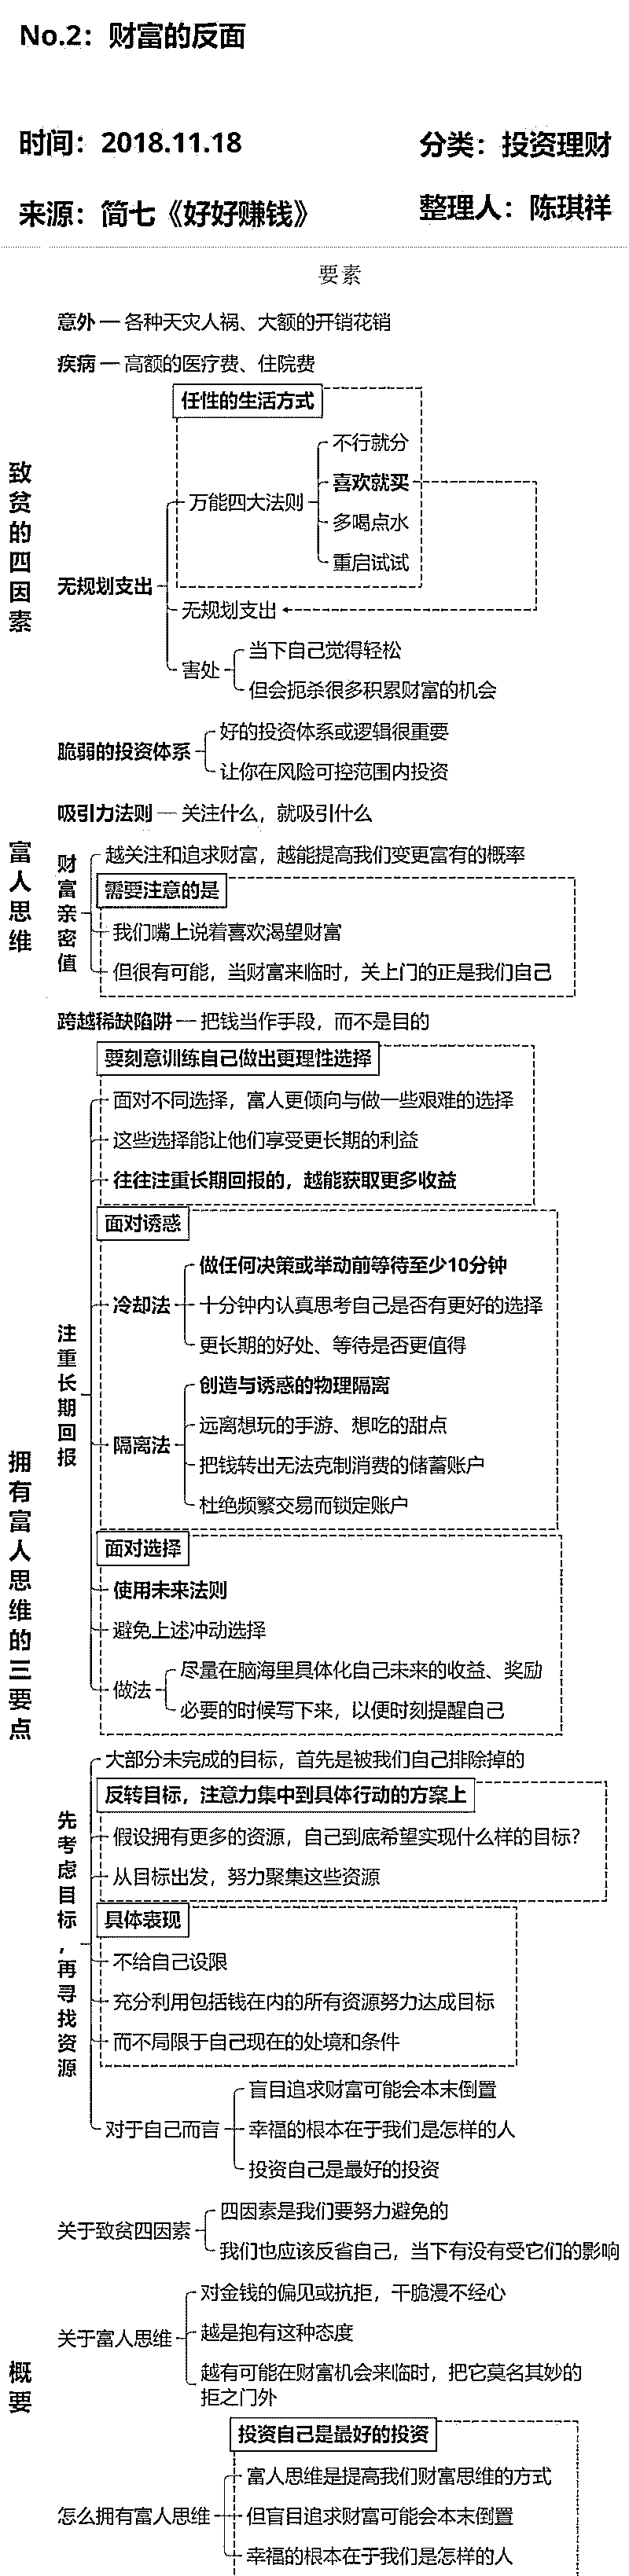 No.2：财富的反面
时间：2018.11.18
分类：投资理财
来源：简七《好好赚钱》
整理人：陈琪祥
要素
致贫的四因素
意外
各种天灾人祸、大额的开销花销
疾病
高额的医疗费、住院费
无规划支出
任性的生活方式
万能四大法则
不行就分
喜欢就买
多喝点水
重启试试
无规划支出
害处
当下自己觉得轻松
但会扼杀很多积累财富的机会
脆弱的投资体系
好的投资体系或逻辑很重要
让你在风险可控范围内投资
富人思维
吸引力法则
关注什么，就吸引什么
财富亲密值
越关注和追求财富，越能提高我们变更富有的概率
需要注意的是
我们嘴上说着喜欢渴望财富
但很有可能，当财富来临时，关上门的正是我们自己
拥有富人思维的三要点
跨越稀缺陷阱
把钱当作手段，而不是目的
注重长期回报
要刻意训练自己做出更理性选择
面对不同选择，富人更倾向与做一些艰难的选择
这些选择能让他们享受更长期的利益
往往注重长期回报的，越能获取更多收益
面对诱惑
冷却法
做任何决策或举动前等待至少10分钟
十分钟内认真思考自己是否有更好的选择
更长期的好处、等待是否更值得
隔离法
创造与诱惑的物理隔离
远离想玩的手游、想吃的甜点
把钱转出无法克制消费的储蓄账户
杜绝频繁交易而锁定账户
面对选择
使用未来法则
避免上述冲动选择
做法
尽量在脑海里具体化自己未来的收益、奖励
必要的时候写下来，以便时刻提醒自己
先考虑目标，再寻找资源
大部分未完成的目标，首先是被我们自己排除掉的
反转目标，注意力集中到具体行动的方案上
假设拥有更多的资源，自己到底希望实现什么样的目标？
从目标出发，努力聚集这些资源
具体表现
不给自己设限
充分利用包括钱在内的所有资源努力达成目标
而不局限于自己现在的处境和条件
对于自己而言
盲目追求财富可能会本末倒置
幸福的根本在于我们是怎样的人
投资自己是最好的投资
概要
关于致贫四因素
四因素是我们要努力避免的
我们也应该反省自己，当下有没有受它们的影响
关于富人思维
对金钱的偏见或抗拒，干脆漫不经心
越是抱有这种态度
越有可能在财富机会来临时，把它莫名其妙的
拒之门外
怎么拥有富人思维
投资自己是最好的投资
富人思维是提高我们财富思维的方式
但盲目追求财富可能会本末倒置
幸福的根本在于我们是怎样的人